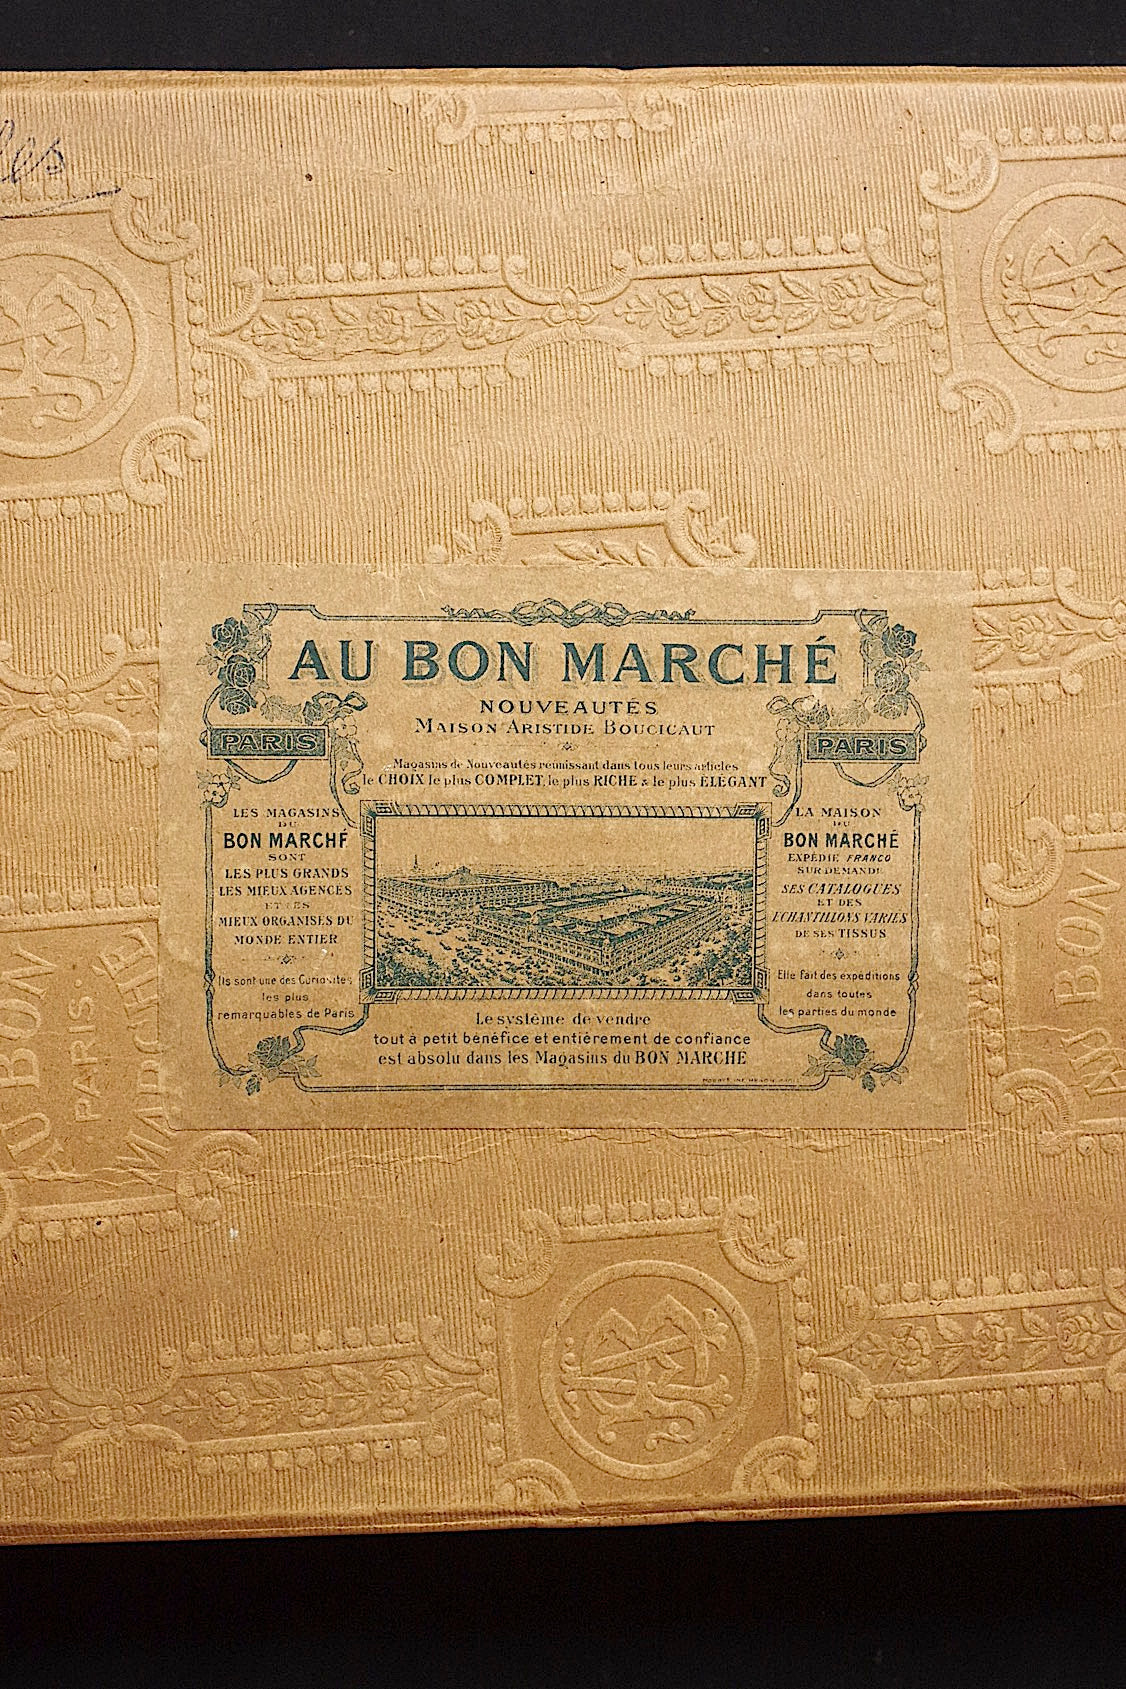 les
AU BON MARCHÉ
NOUVEAUTÉS
MAISON ARISTIDE BOUCICAUT
PARIS
PARIS
Magasins de Nouveautés réunissant dans tous leurs articles
le CHOIX le plus COMPLET, le plus RICHE & le plus ÉLÉGANT
LES MAGASINS
DU
BON MARCHÉ
SONT
LES PLUS GRANDS
LES MIEUX AGENCÉS
ET LES
MIEUX ORGANISÉS DU
MONDE ENTIER
Ils sont une des Curiosités
les plus
remarquables de Paris
LA MAISON
DU
BON MARCHÉ
EXPÉDIE FRANCO
SUR DEMANDE
SES CATALOGUES
ET DES
ÉCHANTILLONS VARIÉS
DE SES TISSUS
Elle fait des expéditions
dans toutes
les parties du monde
Le système de vendre
tout à petit bénéfice et entièrement de confiance
est absolu dans les Magasins du BON MARCHÉ
AU BON
MARCHÉ
PARIS
AU BON